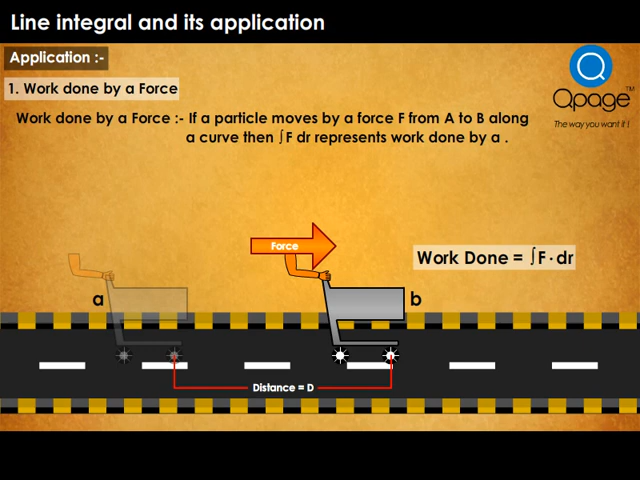 Line integral and its application
Application :-
1. Work done by a Force
Qpage™
The way you want it !
Work done by a Force :- If a particle moves by a force F from A to B along
a curve then ∫F dr represents work done by a .
Force
Work Done = ∫F·dr
a
b
Distance = D